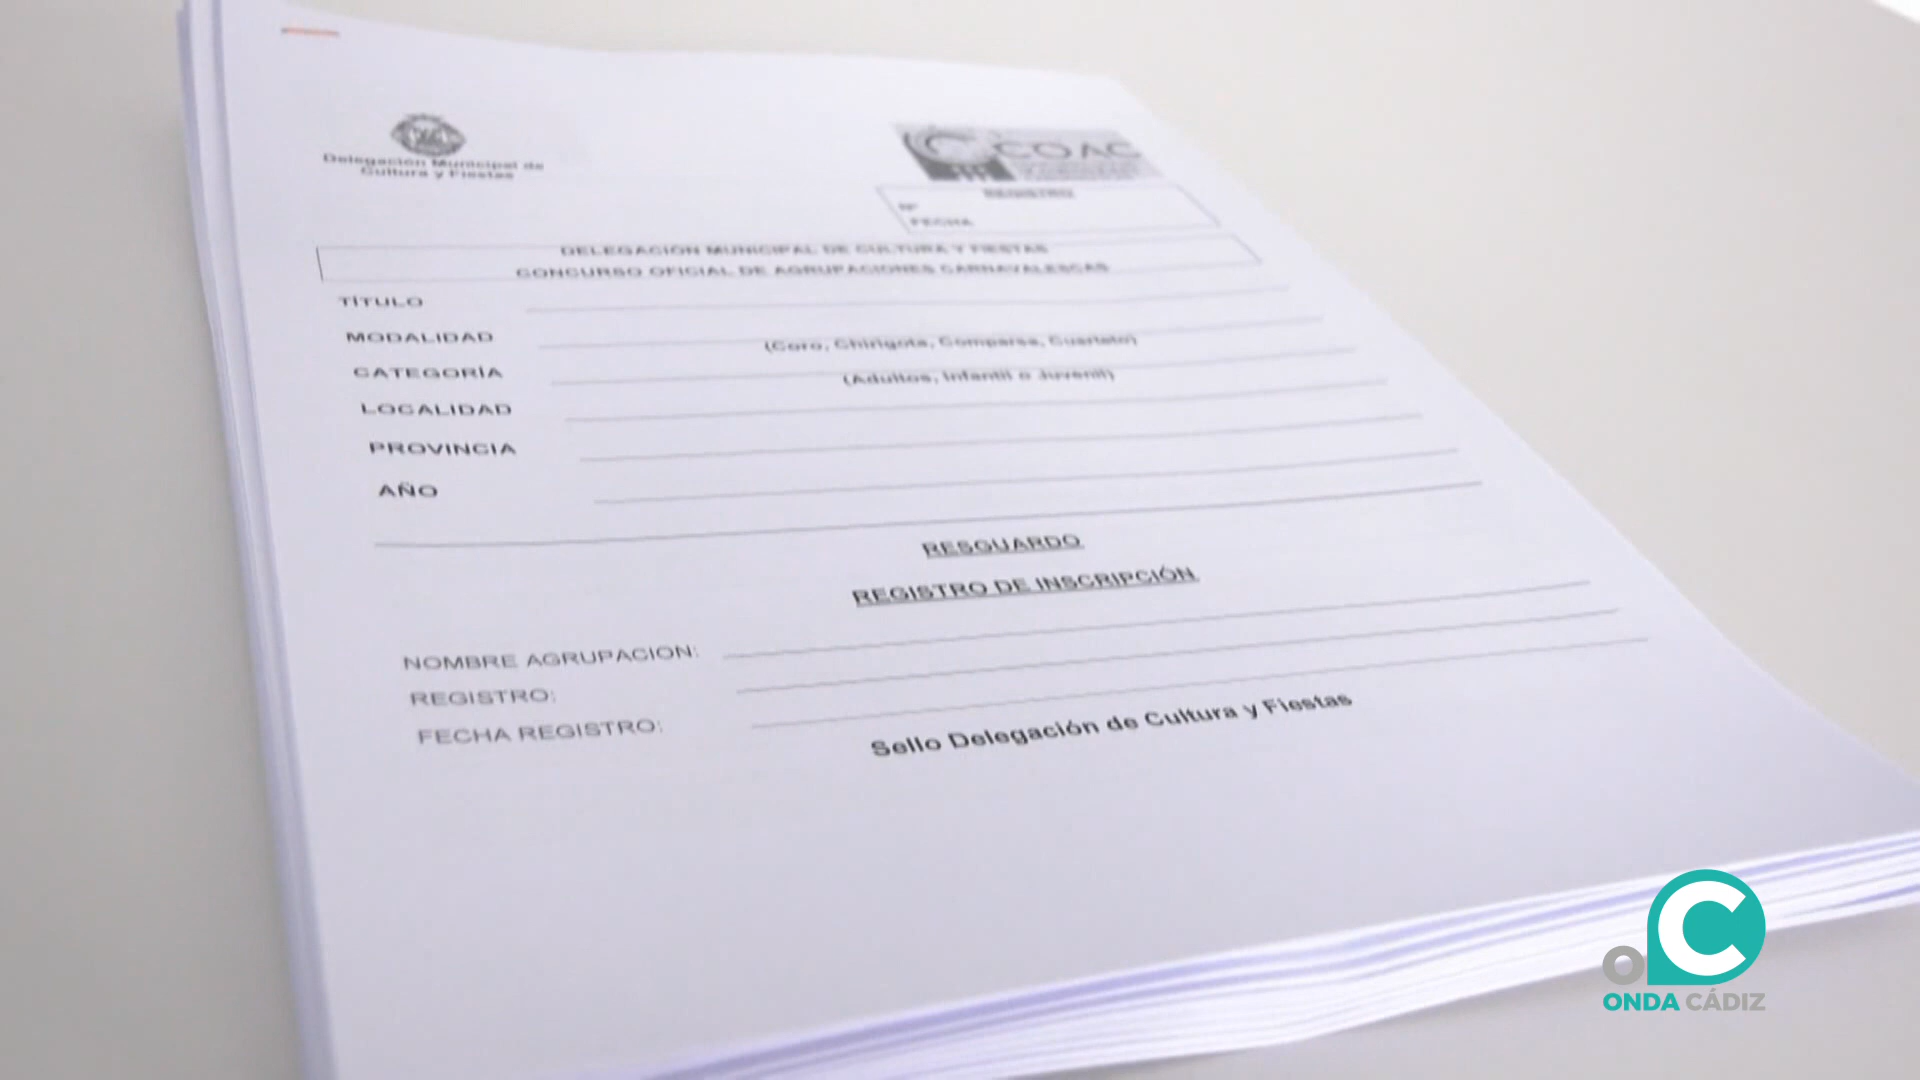 Delegación Municipal de
Cultura y Fiestas
COAC
REGISTRO
Nº
FECHA
DELEGACIÓN MUNICIPAL DE CULTURA Y FIESTAS
CONCURSO OFICIAL DE AGRUPACIONES CARNAVALESCAS
TÍTULO
MODALIDAD (Coro, Chirigota, Comparsa, Cuarteto)
CATEGORÍA (Adultos, Infantil o Juvenil)
LOCALIDAD
PROVINCIA
AÑO
RESGUARDO
REGISTRO DE INSCRIPCIÓN
NOMBRE AGRUPACION:
REGISTRO:
FECHA REGISTRO:
Sello Delegación de Cultura y Fiestas
OC
ONDA CÁDIZ